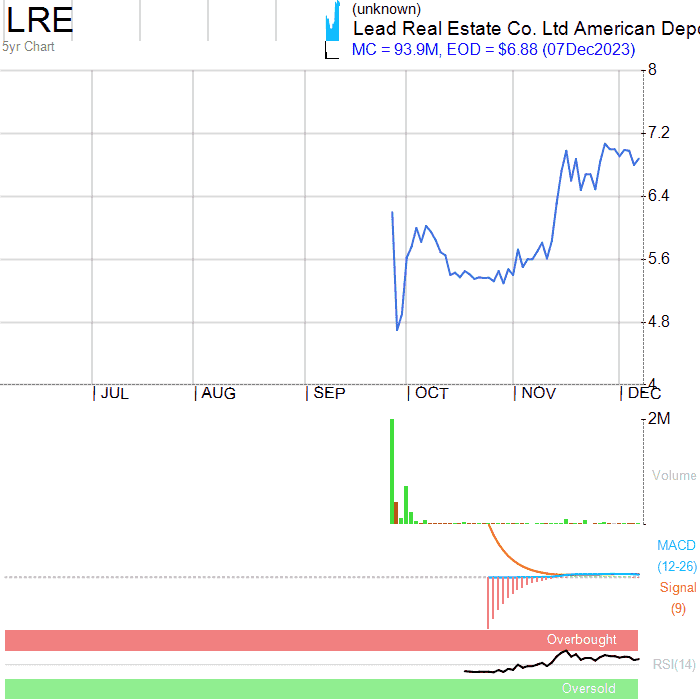 LRE
5yr Chart
(unknown)
Lead Real Estate Co. Ltd American Depo
MC = 93.9M, EOD = $6.88 (07Dec2023)
8
7.2
6.4
5.6
4.8
4
JUL AUG SEP OCT NOV DEC
2M
Volume
MACD
(12-26)
Signal
(9)
Overbought
RSI(14)
Oversold